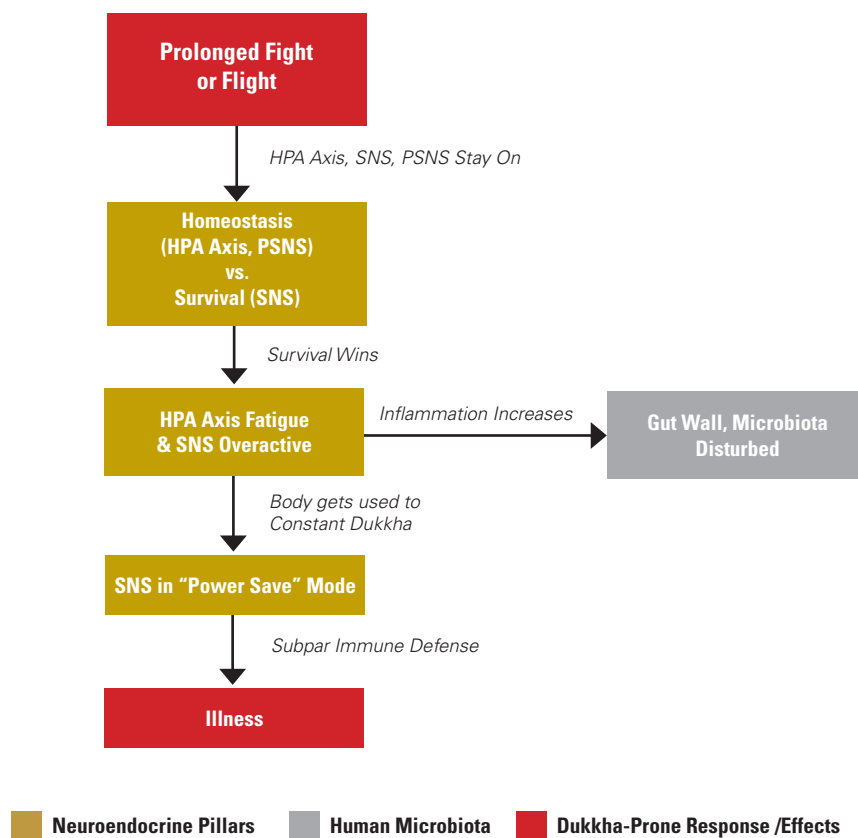 Prolonged Fight
or Flight
HPA Axis, SNS, PSNS Stay On
Homeostasis
(HPA Axis, PSNS)
vs.
Survival (SNS)
Survival Wins
HPA Axis Fatigue
& SNS Overactive
Inflammation Increases
Gut Wall, Microbiota
Disturbed
Body gets used to
Constant Dukkha
SNS in “Power Save” Mode
Subpar Immune Defense
Illness
Neuroendocrine Pillars
Human Microbiota
Dukkha-Prone Response /Effects